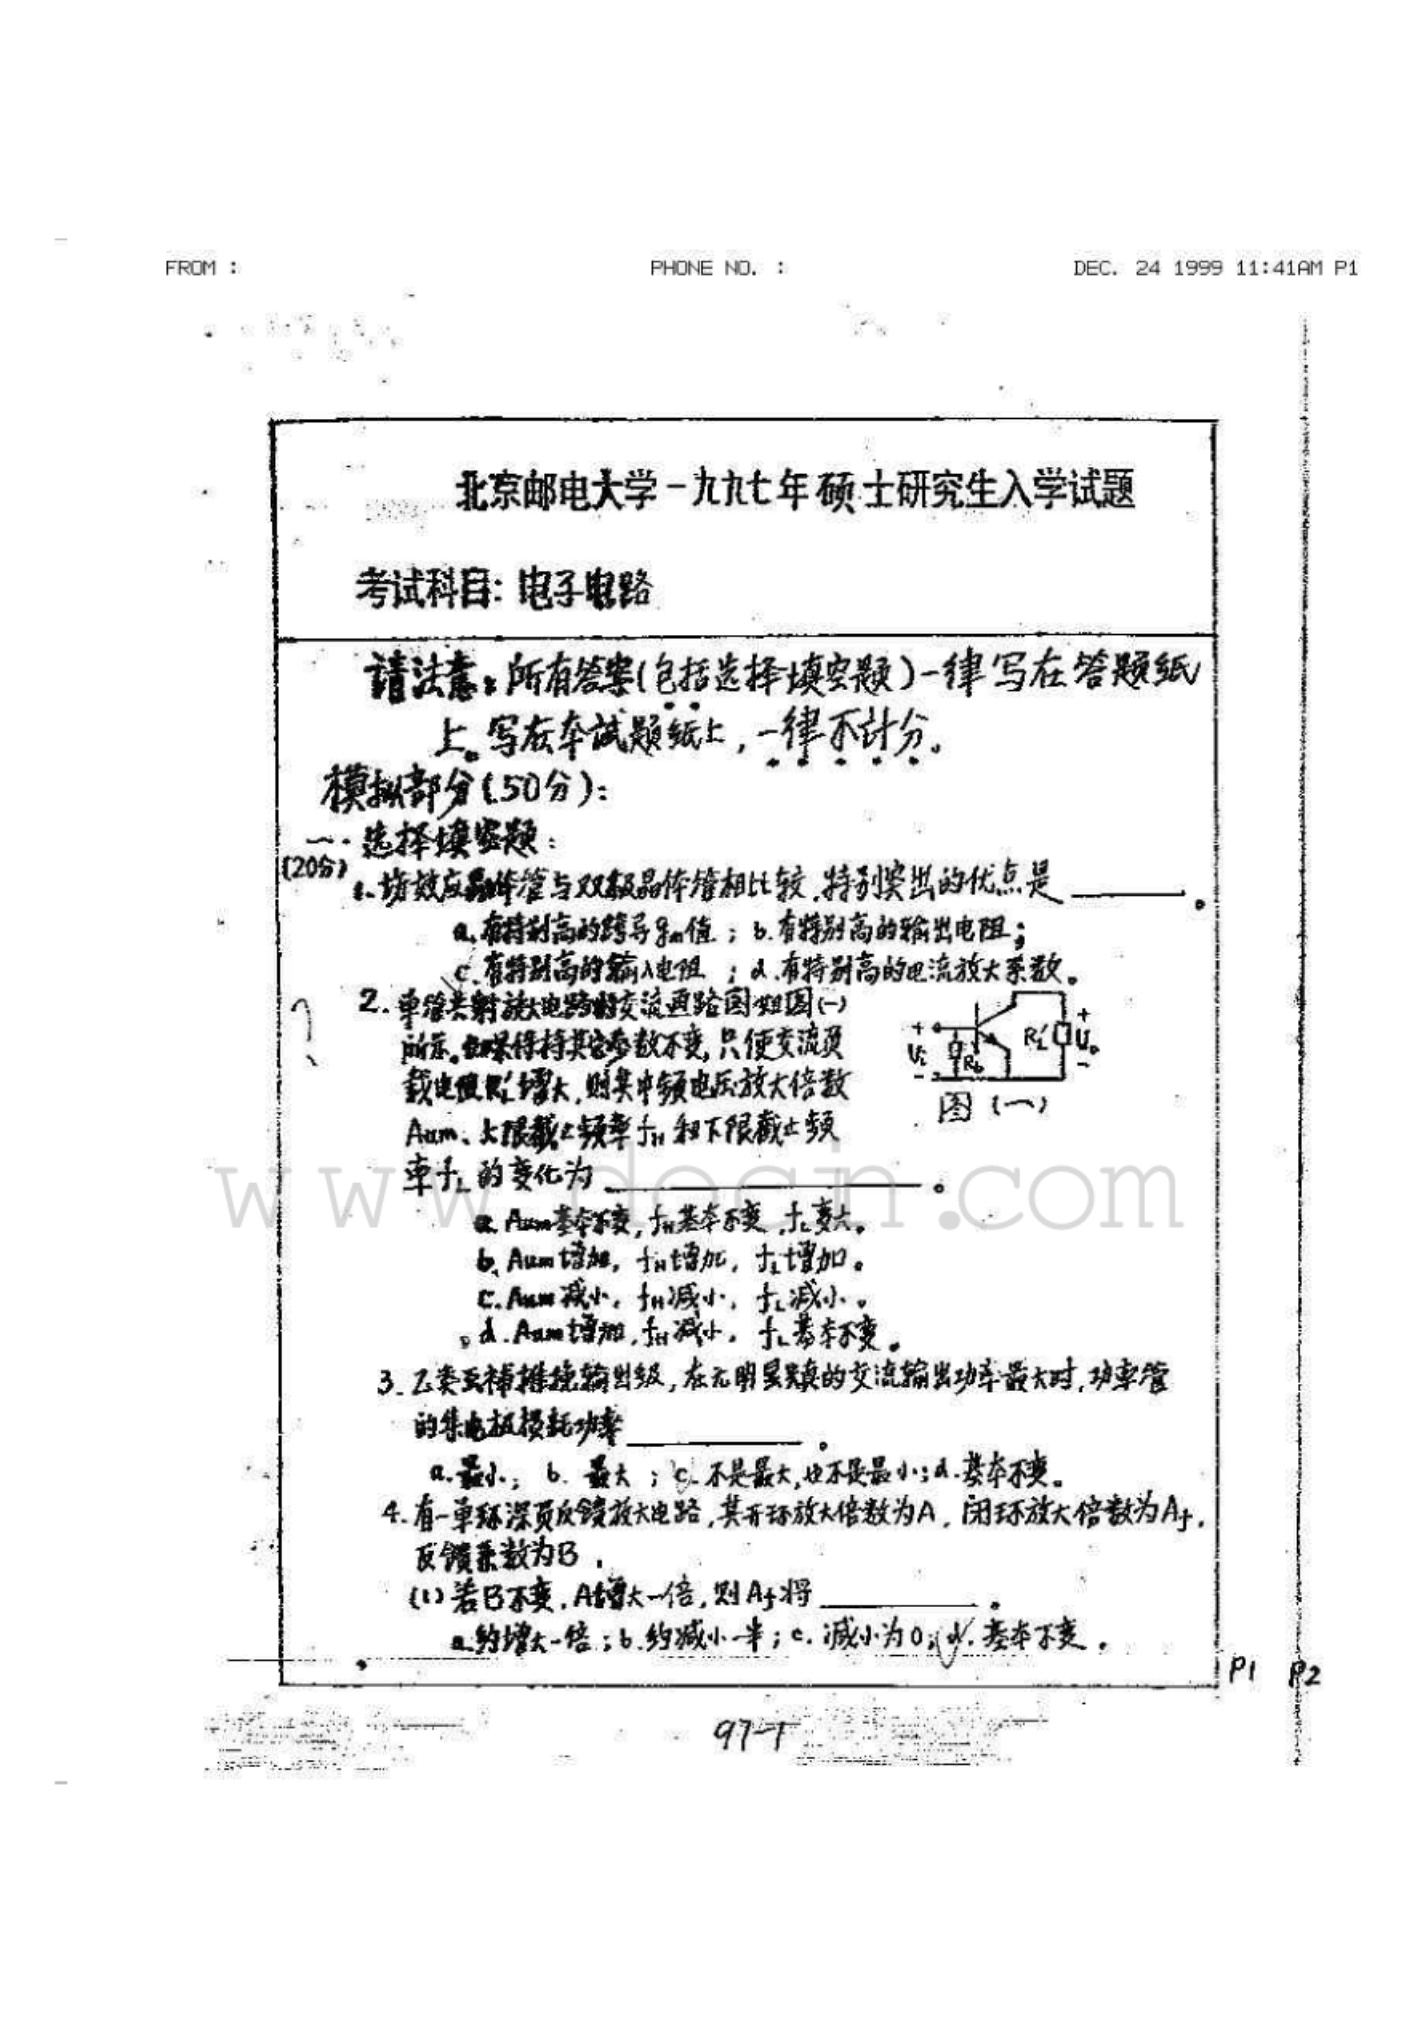 FROM :
PHONE NO. :
DEC. 24 1999 11:41AM P1
北京邮电大学一九九七年硕士研究生入学试题
考试科目: 电子电路
请注意: 所有答案(包括选择填空题)一律写在答题纸
上。写在本试题纸上, 一律不计分。
模拟部分(50分):
一. 选择填空题:
(20分)
1. 场效应晶体管与双极晶体管相比较, 特别突出的优点是 ______。
a. 有特别高的跨导gm值; b. 有特别高的输出电阻;
c. 有特别高的输入电阻; d. 有特别高的电流放大系数。
2. 单管共射放大电路的交流通路图如图(一)
所示。如果保持其它参数不变, 只使交流负
载电阻RL'增大, 则其中频电压放大倍数
Aum、上限截止频率fH和下限截止频
率fL的变化为 ______。
+ Ui - Rb RL' + Uo -
图(一)
a. Aum基本不变, fH基本不变, fL变大。
b. Aum增加, fH增加, fL增加。
c. Aum减小, fH减小, fL减小。
d. Aum增加, fH减小, fL基本不变。
3. 乙类互补推挽输出级, 在无明显失真的交流输出功率最大时, 功率管
的集电极损耗功率 ______。
a. 最小; b. 最大; c. 不是最大, 也不是最小; d. 基本不变。
4. 有一单环深负反馈放大电路, 其开环放大倍数为A, 闭环放大倍数为Af,
反馈系数为B.
(1) 若B不变, A增大一倍, 则Af将 ______。
a. 约增大一倍; b. 约减小一半; c. 减小为0; d. 基本不变.
P1 P2
97-1
www.docin.com